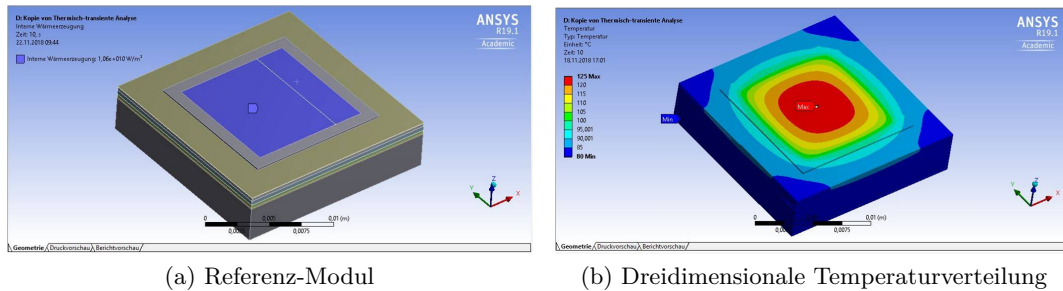 D: Kopie von Thermisch-transiente Analyse
Interne Wärmeerzeugung
Zeit: 10, s
22.11.2018 09:44
Interne Wärmeerzeugung: 1,06e+010 W/m³
ANSYS
R19.1
Academic
Z
Y
X
0
0,005
0,01 (m)
0,0025
0,0075
Geometrie/Druckvorschau/Berichtvorschau/
(a) Referenz-Modul
D: Kopie von Thermisch-transiente Analyse
Temperatur
Typ: Temperatur
Einheit: °C
Zeit: 10
18.11.2018 17:01
125 Max
120
115
110
105
100
95,001
90,001
85
80 Min
Max
Min
ANSYS
R19.1
Academic
Z
Y
X
0
0,005
0,01 (m)
0,0025
0,0075
Geometrie/Druckvorschau/Berichtvorschau/
(b) Dreidimensionale Temperaturverteilung